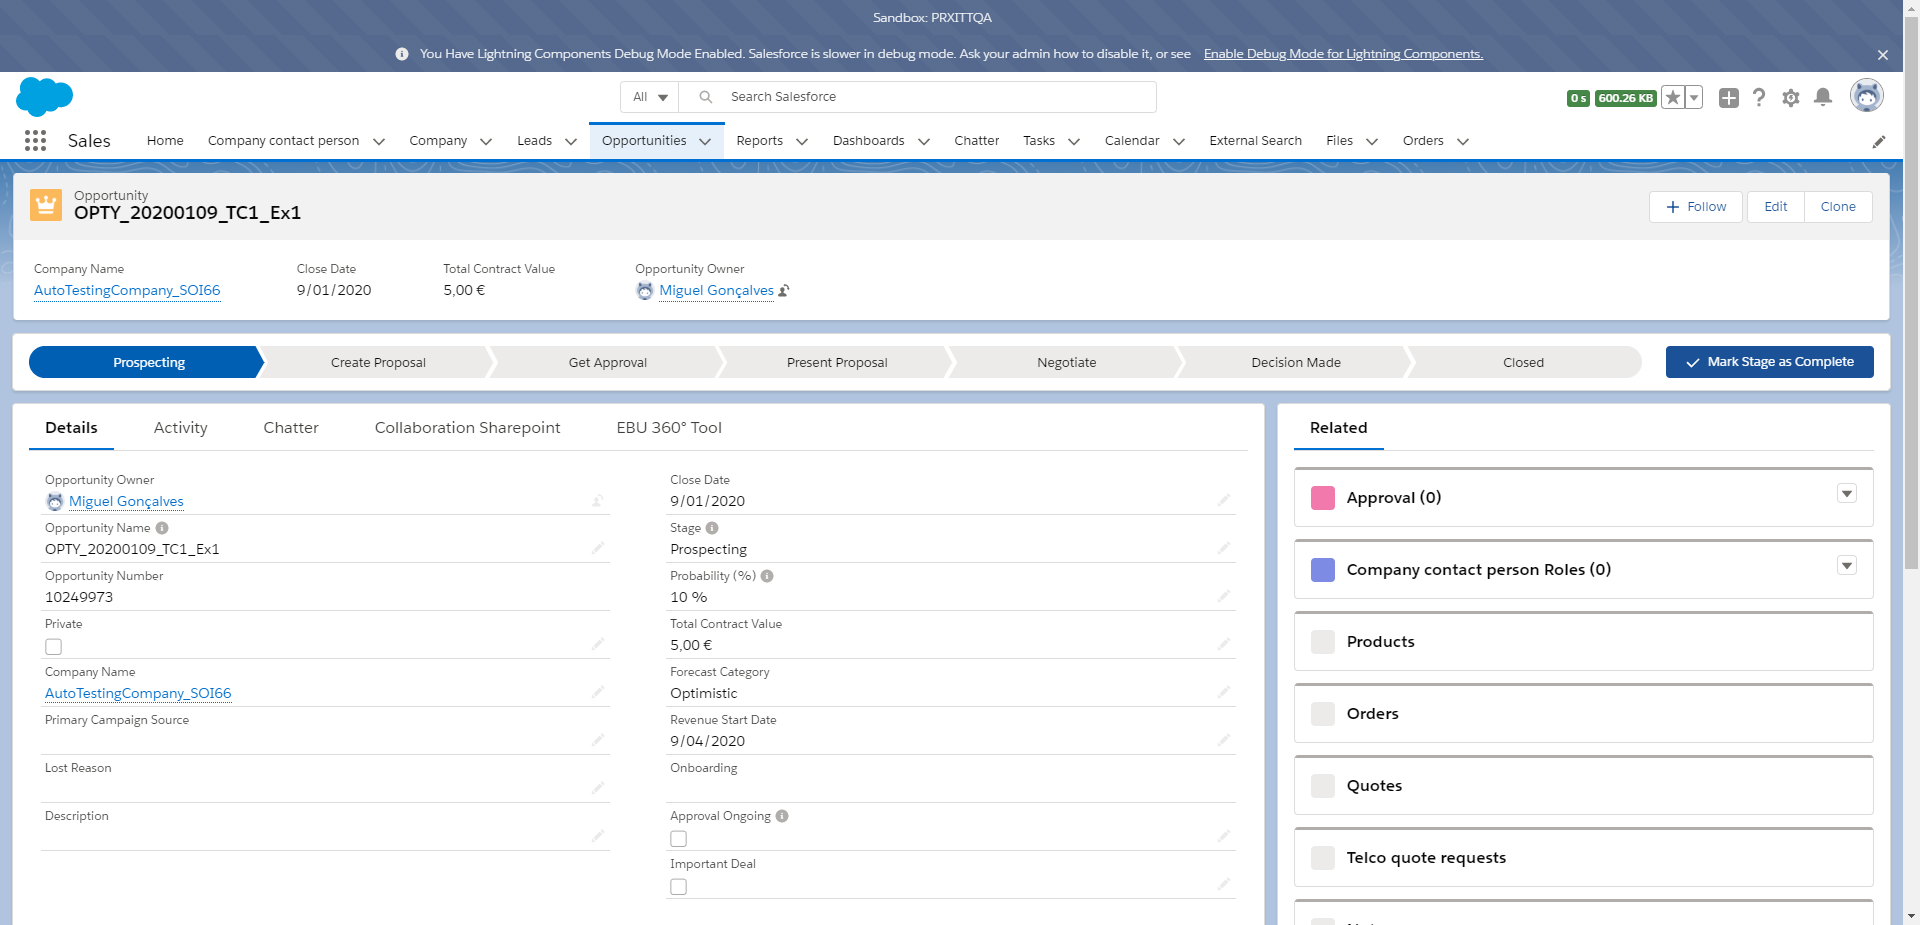 Sandbox: PRXITTQA
You Have Lightning Components Debug Mode Enabled. Salesforce is slower in debug mode. Ask your admin how to disable it, or see Enable Debug Mode for Lightning Components.
All Search Salesforce 0 s 600.26 KB
Sales Home Company contact person Company Leads Opportunities Reports Dashboards Chatter Tasks Calendar External Search Files Orders
Opportunity
OPTY_20200109_TC1_Ex1
+ Follow Edit Clone
Company Name Close Date Total Contract Value Opportunity Owner
AutoTestingCompany_SOI66 9/01/2020 5,00 € Miguel Gonçalves
Prospecting Create Proposal Get Approval Present Proposal Negotiate Decision Made Closed Mark Stage as Complete
Details Activity Chatter Collaboration Sharepoint EBU 360° Tool
Opportunity Owner
Miguel Gonçalves
Opportunity Name
OPTY_20200109_TC1_Ex1
Opportunity Number
10249973
Private
Company Name
AutoTestingCompany_SOI66
Primary Campaign Source
Lost Reason
Description
Close Date
9/01/2020
Stage
Prospecting
Probability (%)
10 %
Total Contract Value
5,00 €
Forecast Category
Optimistic
Revenue Start Date
9/04/2020
Onboarding
Approval Ongoing
Important Deal
Related
Approval (0)
Company contact person Roles (0)
Products
Orders
Quotes
Telco quote requests